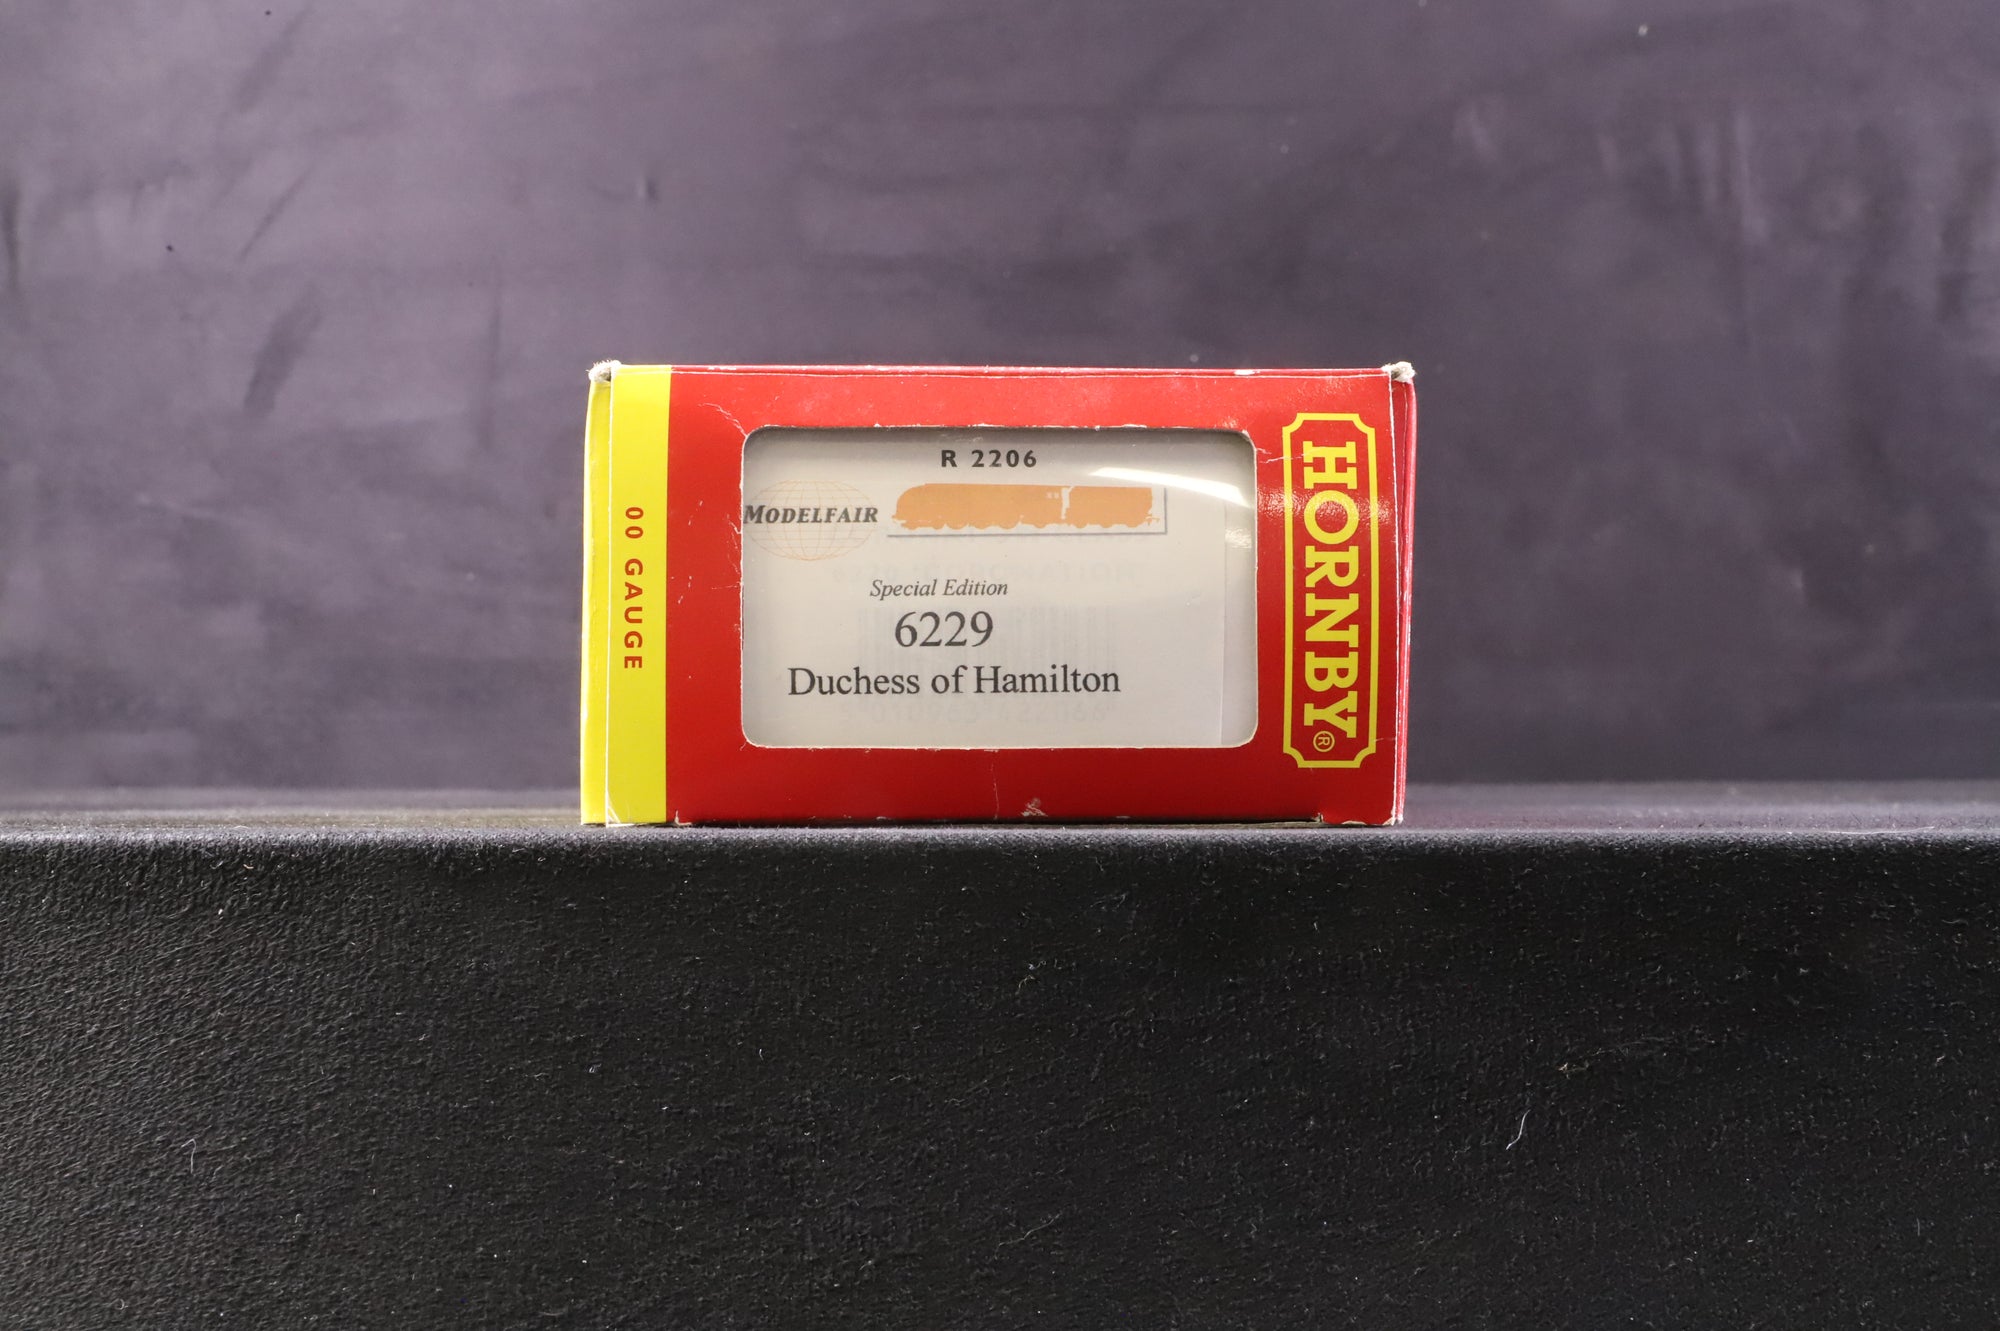 00 GAUGE
R 2206
MODELFAIR
Special Edition
6229
Duchess of Hamilton
HORNBY®